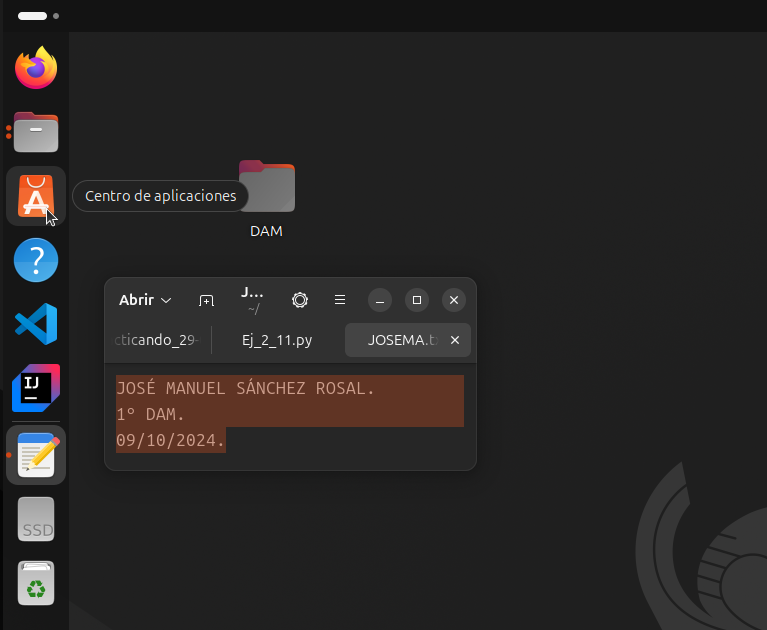 Centro de aplicaciones
DAM
Abrir
J...
~/
cticando_29-
Ej_2_11.py
JOSEMA.t
JOSÉ MANUEL SÁNCHEZ ROSAL.
1º DAM.
09/10/2024.
IJ
SSD